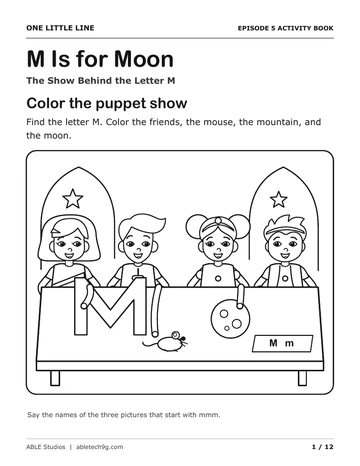 ONE LITTLE LINE
EPISODE 5 ACTIVITY BOOK
M Is for Moon
The Show Behind the Letter M
Color the puppet show
Find the letter M. Color the friends, the mouse, the mountain, and
the moon.
M
M m
Say the names of the three pictures that start with mmm.
ABLE Studios | abletech9g.com
1 / 12